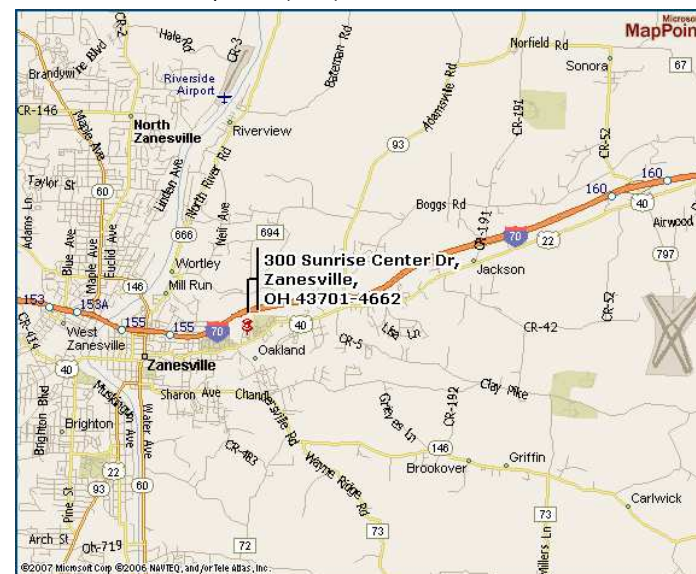 Microsof
MapPoin
Hale Rd
CR-3
CR-2
Brandywine Blvd
Riverside
Airport
Bateman Rd
Norfield Rd
Sonora
67
CR-146
North
Zanesville
Riverview
Adamsville Rd
CR-191
CR-52
93
Maple Ave
Linden Ave
North River Rd
Taylor St
60
Adams Ln
Neil Ave
Boggs Rd
CR-191
160
160
40
Airwood
694
666
70
22
797
Blue Ave
Maple Ave
Euclid Ave
Wortley
Mill Run
146
300 Sunrise Center Dr,
Zanesville,
OH 43701-4662
Jackson
153
153A
155
155
70
40
CR-414
West
Zanesville
Oakland
CR-5
Lisa Ln
CR-42
CR-52
Zanesville
40
Sharon Ave
Chandlersville Rd
Clay Pike
Muskingum Ave
Water Ave
Brighton Blvd
Brighton
Greyes Ln
CR-192
CR-483
Wayne Ridge Rd
146
Brookover
Griffin
22
93
60
Pine St
Carlwick
73
73
Millers Ln
Arch St
Oh-719
72
©2007 Microsoft Corp ©2006 NAVTEQ, and/or Tele Atlas, Inc.